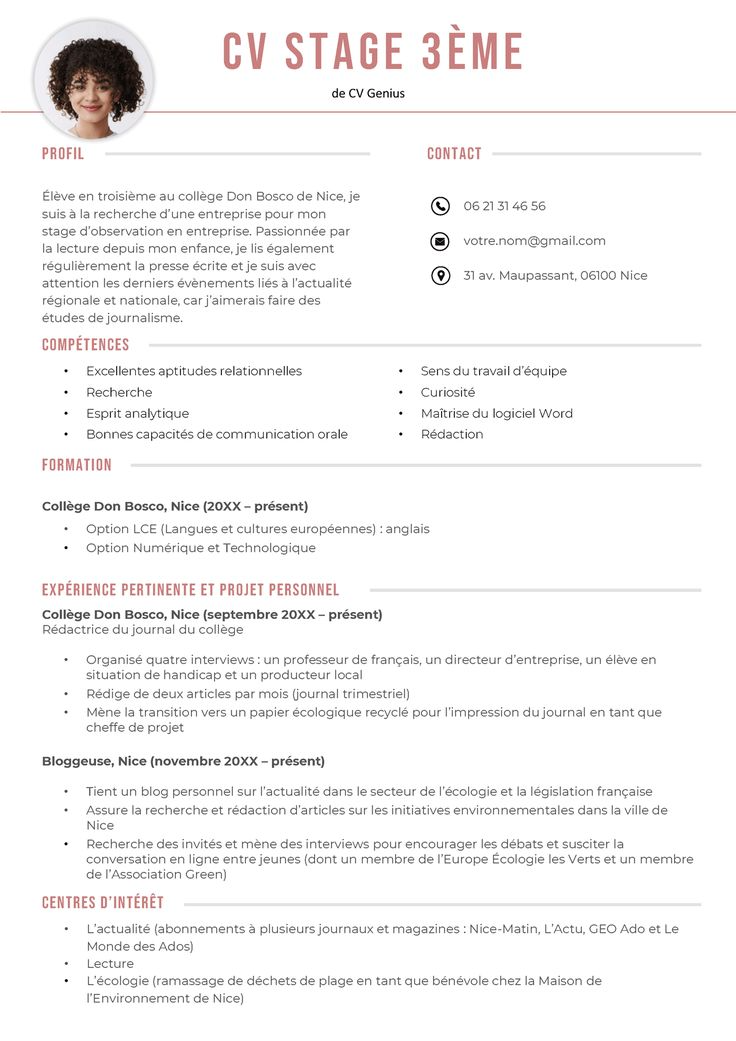 CV STAGE 3ÈME
de CV Genius
PROFIL
Élève en troisième au collège Don Bosco de Nice, je
suis à la recherche d’une entreprise pour mon
stage d’observation en entreprise. Passionnée par
la lecture depuis mon enfance, je lis également
régulièrement la presse écrite et je suis avec
attention les derniers évènements liés à l’actualité
régionale et nationale, car j’aimerais faire des
études de journalisme.
CONTACT
06 21 31 46 56
votre.nom@gmail.com
31 av. Maupassant, 06100 Nice
COMPÉTENCES
• Excellentes aptitudes relationnelles
• Recherche
• Esprit analytique
• Bonnes capacités de communication orale
• Sens du travail d’équipe
• Curiosité
• Maîtrise du logiciel Word
• Rédaction
FORMATION
Collège Don Bosco, Nice (20XX – présent)
• Option LCE (Langues et cultures européennes) : anglais
• Option Numérique et Technologique
EXPÉRIENCE PERTINENTE ET PROJET PERSONNEL
Collège Don Bosco, Nice (septembre 20XX – présent)
Rédactrice du journal du collège
• Organisé quatre interviews : un professeur de français, un directeur d’entreprise, un élève en
situation de handicap et un producteur local
• Rédige de deux articles par mois (journal trimestriel)
• Mène la transition vers un papier écologique recyclé pour l’impression du journal en tant que
cheffe de projet
Bloggeuse, Nice (novembre 20XX – présent)
• Tient un blog personnel sur l’actualité dans le secteur de l’écologie et la législation française
• Assure la recherche et rédaction d’articles sur les initiatives environnementales dans la ville de
Nice
• Recherche des invités et mène des interviews pour encourager les débats et susciter la
conversation en ligne entre jeunes (dont un membre de l’Europe Écologie les Verts et un membre
de l’Association Green)
CENTRES D’INTÉRÊT
• L’actualité (abonnements à plusieurs journaux et magazines : Nice-Matin, L’Actu, GEO Ado et Le
Monde des Ados)
• Lecture
• L’écologie (ramassage de déchets de plage en tant que bénévole chez la Maison de
l’Environnement de Nice)